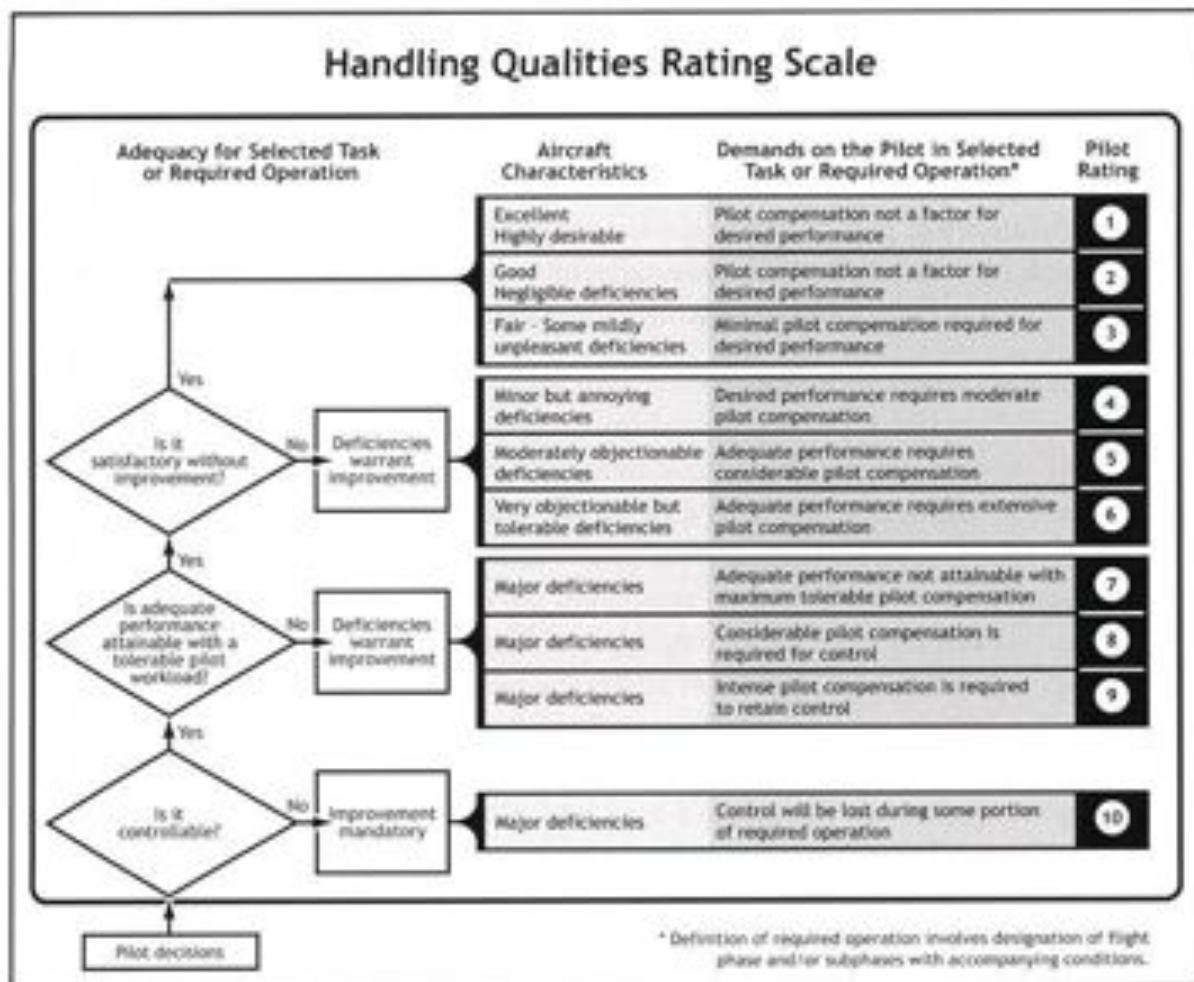 Handling Qualities Rating Scale
Adequacy for Selected Task
or Required Operation
Aircraft
Characteristics
Demands on the Pilot in Selected
Task or Required Operation*
Pilot
Rating
Excellent
Highly desirable
Pilot compensation not a factor for
desired performance
1
Good
Negligible deficiencies
Pilot compensation not a factor for
desired performance
2
Fair - Some mildly
unpleasant deficiencies
Minimal pilot compensation required for
desired performance
3
Yes
Is it
satisfactory without
improvement?
No
Deficiencies
warrant
improvement
Minor but annoying
deficiencies
Desired performance requires moderate
pilot compensation
4
Moderately objectionable
deficiencies
Adequate performance requires
considerable pilot compensation
5
Very objectionable but
tolerable deficiencies
Adequate performance requires extensive
pilot compensation
6
Yes
Is adequate
performance
attainable with a
tolerable pilot
workload?
No
Deficiencies
warrant
improvement
Major deficiencies
Adequate performance not attainable with
maximum tolerable pilot compensation
7
Major deficiencies
Considerable pilot compensation is
required for control
8
Major deficiencies
Intense pilot compensation is required
to retain control
9
Yes
Is it
controllable?
No
Improvement
mandatory
Major deficiencies
Control will be lost during some portion
of required operation
10
Pilot decisions
* Definition of required operation involves designation of flight
phase and/or subphases with accompanying conditions.